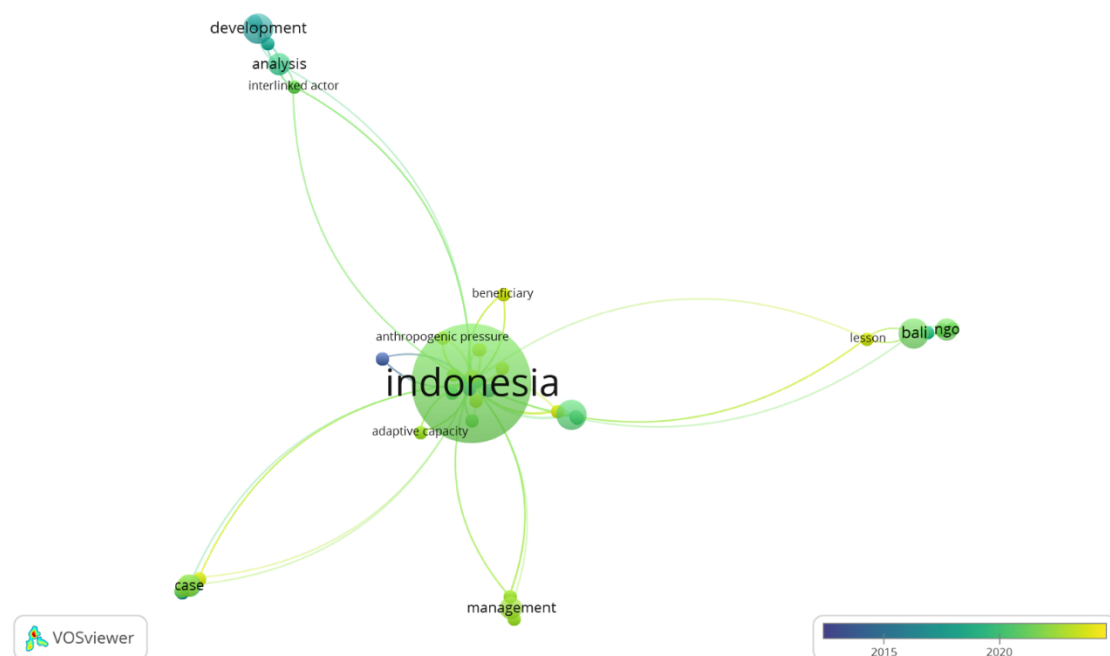 development
analysis
interlinked actor
beneficiary
anthropogenic pressure
lesson
bali
ngo
indonesia
adaptive capacity
case
management
VOSviewer
2015
2020